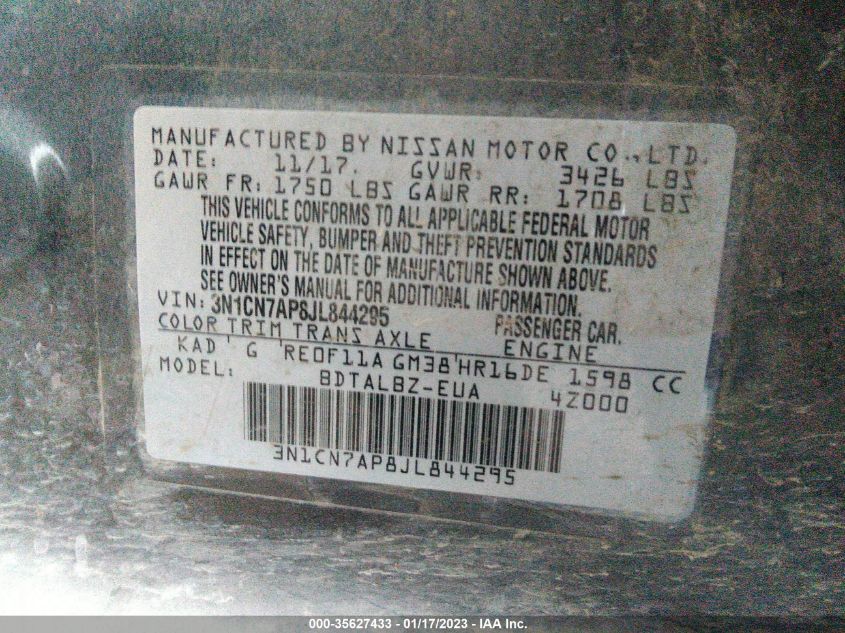 MANUFACTURED BY NISSAN MOTOR CO., LTD.
DATE: 11/17. GVWR: 3426 LBS
GAWR FR: 1750 LBS GAWR RR: 1708 LBS
THIS VEHICLE CONFORMS TO ALL APPLICABLE FEDERAL MOTOR
VEHICLE SAFETY, BUMPER AND THEFT PREVENTION STANDARDS
IN EFFECT ON THE DATE OF MANUFACTURE SHOWN ABOVE.
SEE OWNER'S MANUAL FOR ADDITIONAL INFORMATION.
VIN: 3N1CN7AP8JL844295 PASSENGER CAR.
COLOR TRIM TRANS AXLE ENGINE
KAD ' G 'RE0F11A GM38'HR16DE 1598 CC
MODEL: BDTALBZ-EUA 4Z000
3N1CN7AP8JL844295
000-35627433 - 01/17/2023 - IAA Inc.